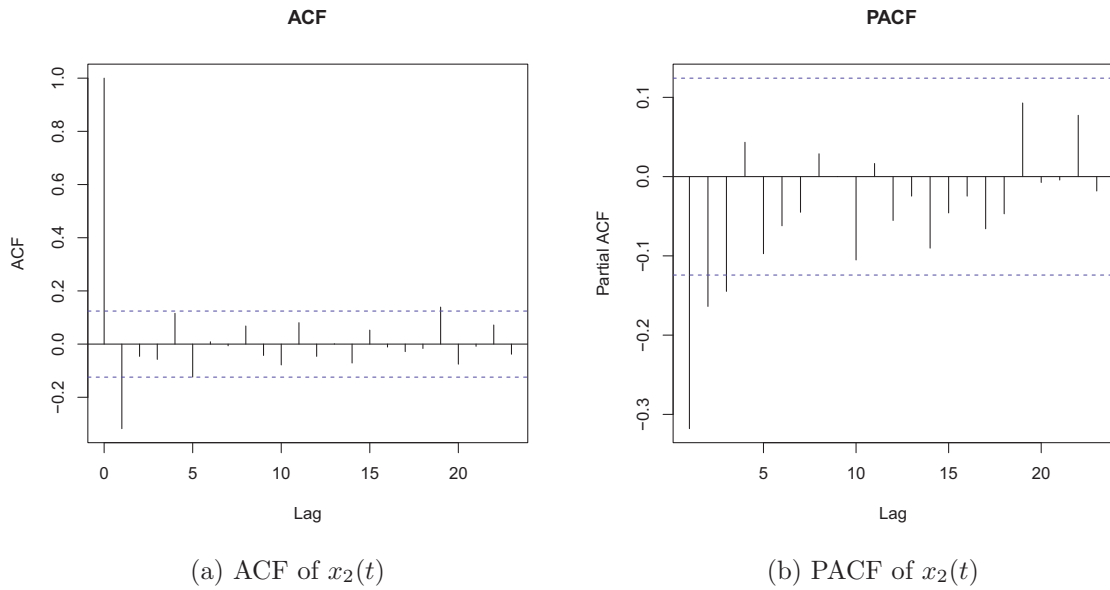 ACF
ACF
1.0
0.8
0.6
0.4
0.2
0.0
−0.2
0
5
10
15
20
Lag
(a) ACF of x₂(t)
PACF
Partial ACF
0.1
0.0
−0.1
−0.2
−0.3
5
10
15
20
Lag
(b) PACF of x₂(t)